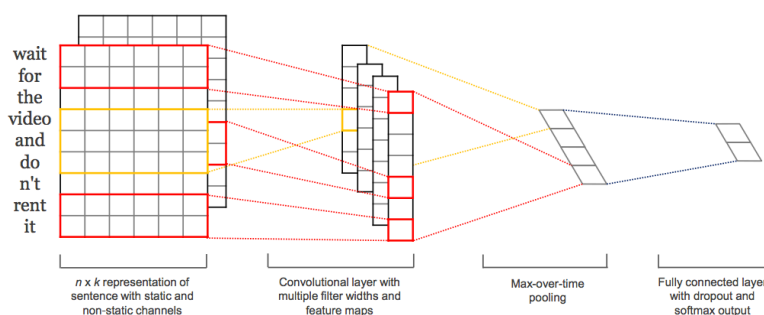 wait
for
the
video
and
do
n't
rent
it
n x k representation of
sentence with static and
non-static channels
Convolutional layer with
multiple filter widths and
feature maps
Max-over-time
pooling
Fully connected layer
with dropout and
softmax output